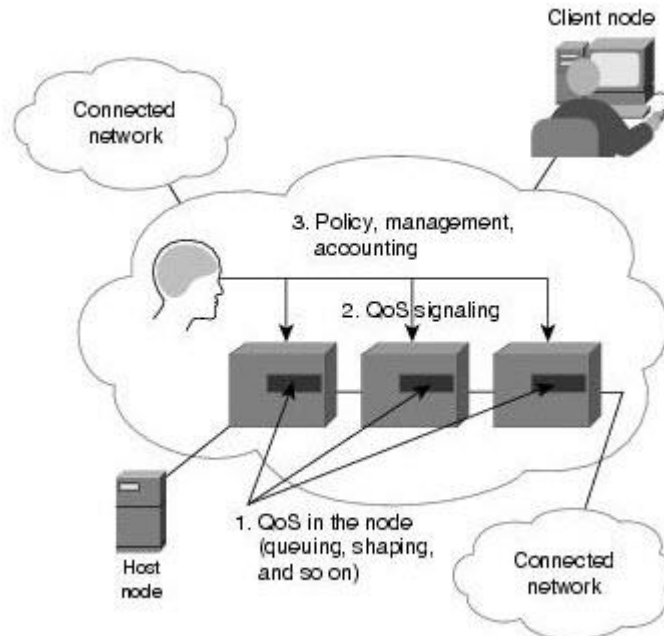 Client node
Connected
network
3. Policy, management,
accounting
2. QoS signaling
1. QoS in the node
(queuing, shaping,
and so on)
Host
node
Connected
network